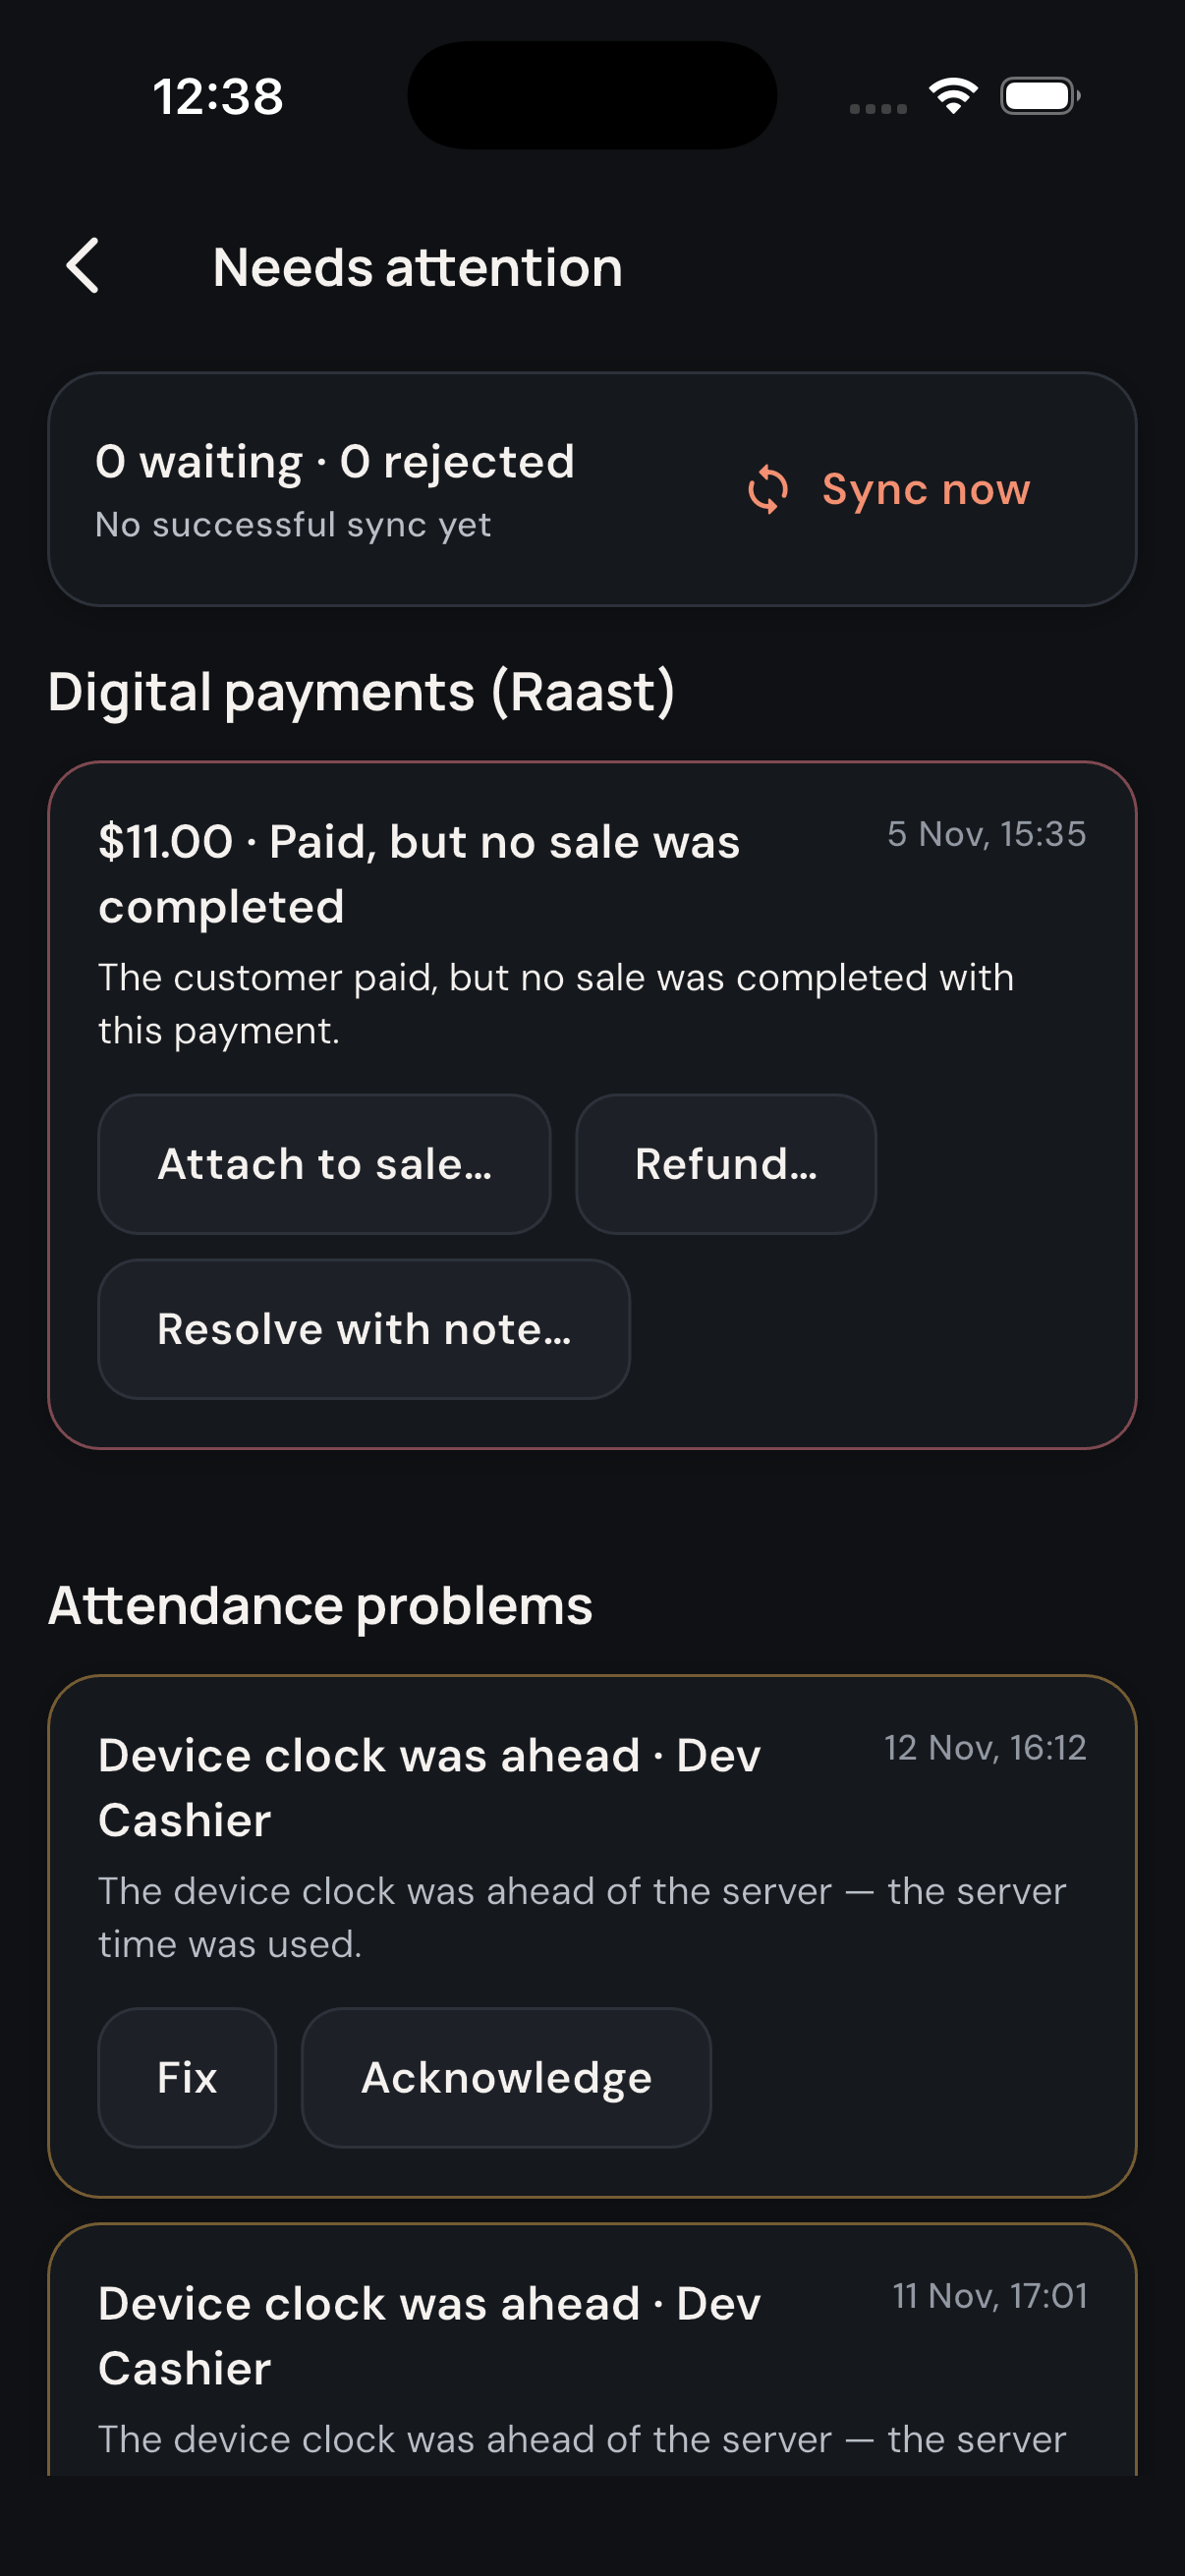 12:38
Needs attention
0 waiting · 0 rejected
No successful sync yet
Sync now
Digital payments (Raast)
$11.00 · Paid, but no sale was
completed
5 Nov, 15:35
The customer paid, but no sale was completed with
this payment.
Attach to sale...
Refund...
Resolve with note...
Attendance problems
Device clock was ahead · Dev
Cashier
12 Nov, 16:12
The device clock was ahead of the server — the server
time was used.
Fix
Acknowledge
Device clock was ahead · Dev
Cashier
11 Nov, 17:01
The device clock was ahead of the server — the server